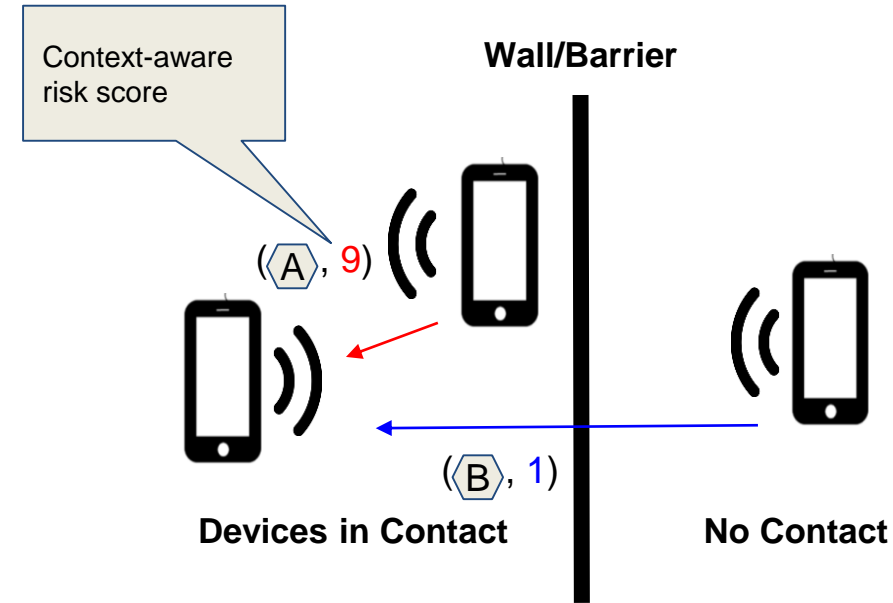 Context-aware
risk score
Wall/Barrier
(A, 9)
(B, 1)
Devices in Contact
No Contact